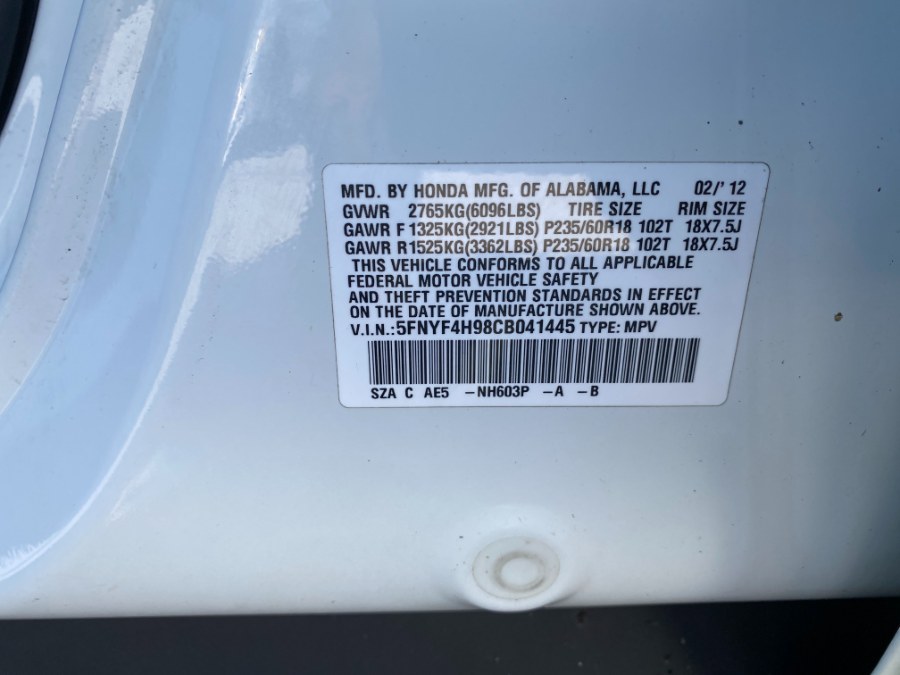 MFD. BY HONDA MFG. OF ALABAMA, LLC 02/'12
GVWR 2765KG(6096LBS) TIRE SIZE RIM SIZE
GAWR F 1325KG(2921LBS) P235/60R18 102T 18X7.5J
GAWR R 1525KG(3362LBS) P235/60R18 102T 18X7.5J
THIS VEHICLE CONFORMS TO ALL APPLICABLE
FEDERAL MOTOR VEHICLE SAFETY
AND THEFT PREVENTION STANDARDS IN EFFECT
ON THE DATE OF MANUFACTURE SHOWN ABOVE.
V.I.N.:5FNYF4H98CB041445 TYPE: MPV
SZA C AE5 –NH603P –A –B